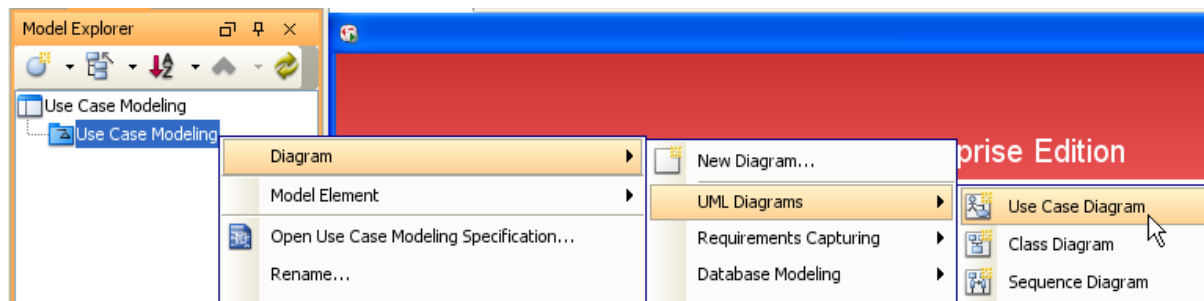 Model Explorer
Use Case Modeling
Use Case Modeling
Diagram
Model Element
Open Use Case Modeling Specification...
Rename...
New Diagram...
UML Diagrams
Requirements Capturing
Database Modeling
prise Edition
Use Case Diagram
Class Diagram
Sequence Diagram